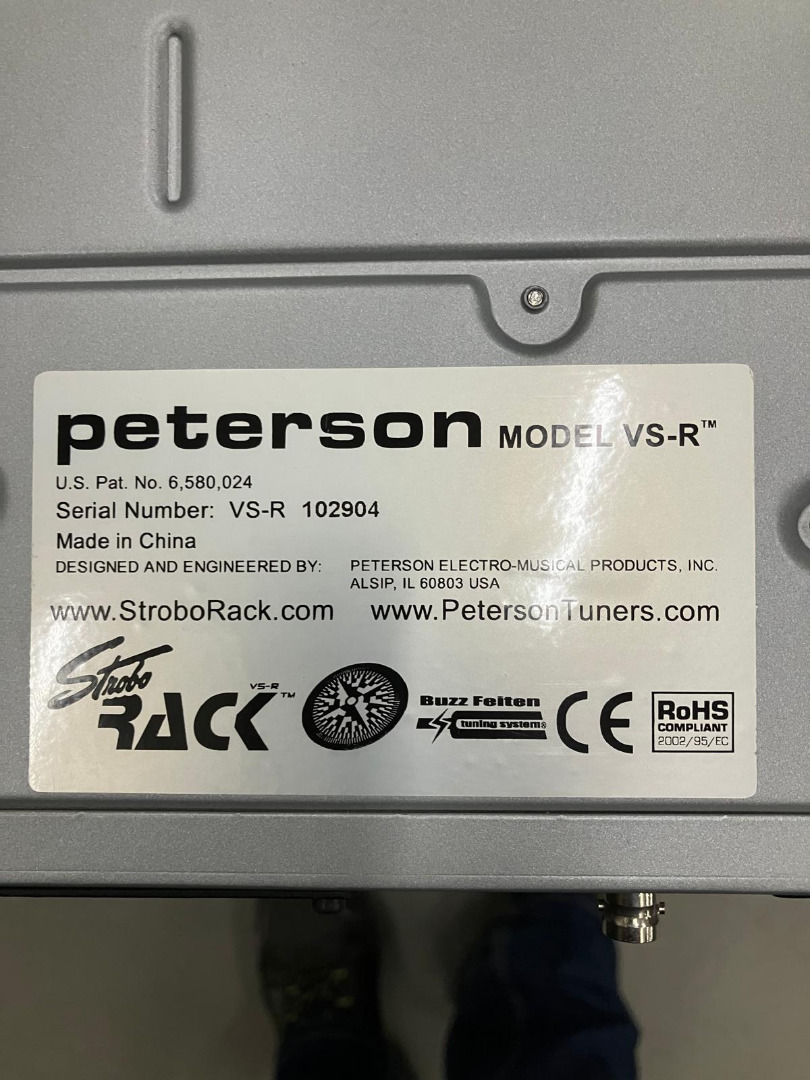 peterson MODEL VS-R™
U.S. Pat. No. 6,580,024
Serial Number: VS-R 102904
Made in China
DESIGNED AND ENGINEERED BY: PETERSON ELECTRO-MUSICAL PRODUCTS, INC.
ALSIP, IL 60803 USA
www.StroboRack.com www.PetersonTuners.com
Strobo
VS-R
RACK™
Buzz Feiten
tuning system®
CE
RoHS
COMPLIANT
2002/95/EC